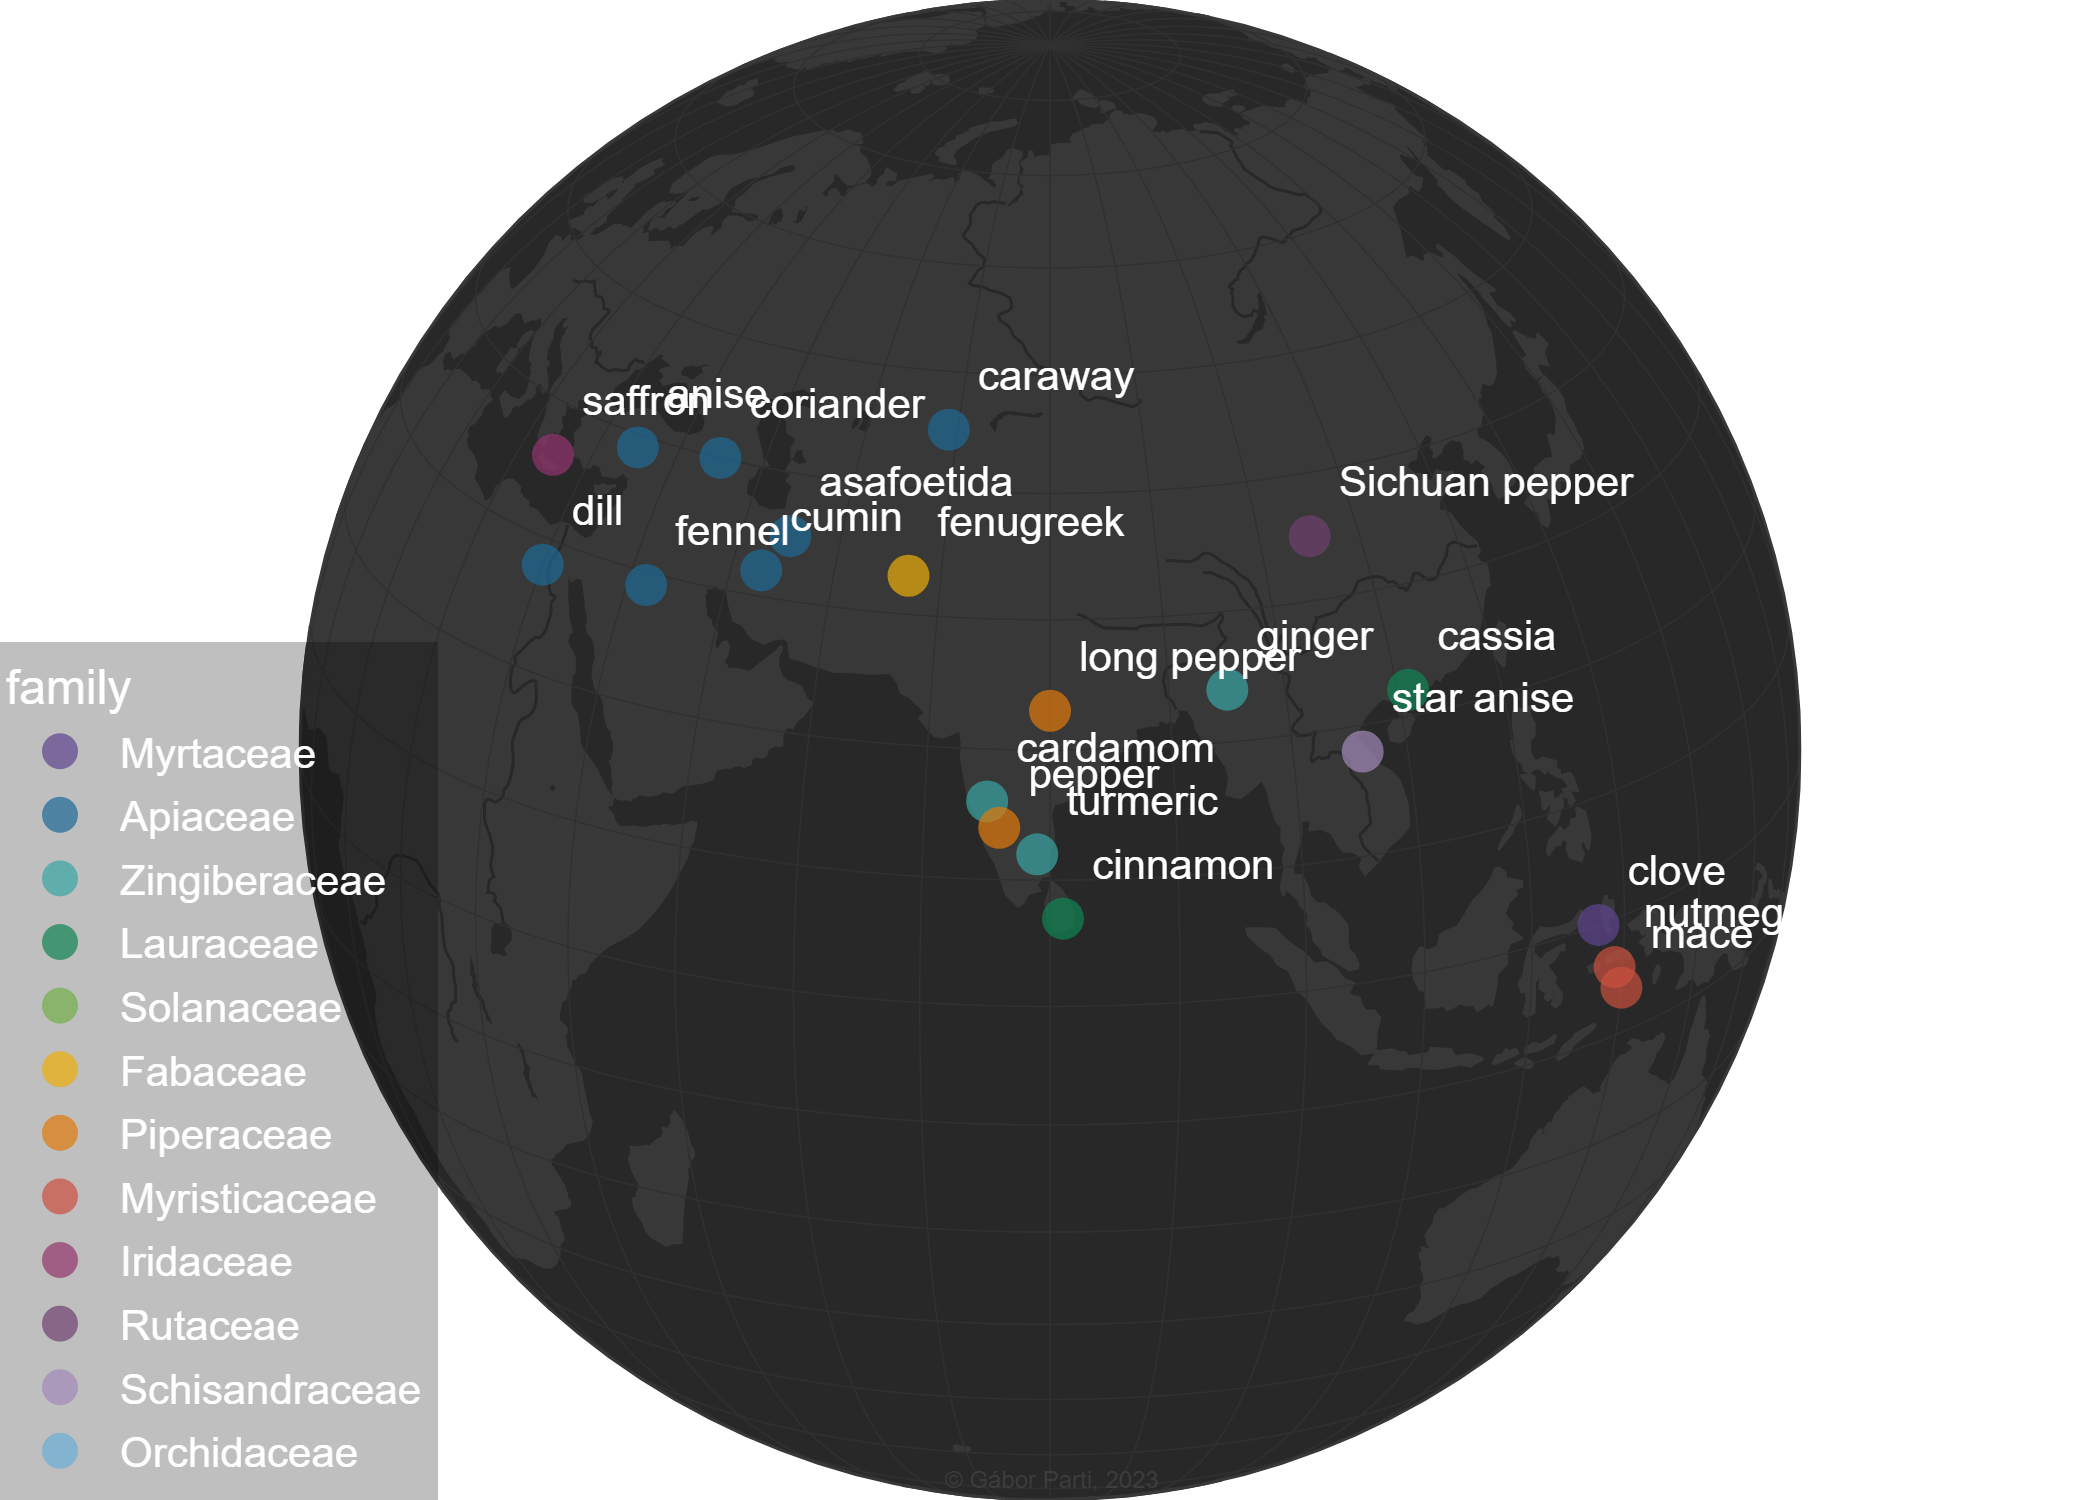 caraway
anise
saffron
coriander
asafoetida
Sichuan pepper
dill
cumin
fenugreek
fennel
ginger
cassia
long pepper
star anise
cardamom
pepper
turmeric
cinnamon
clove
nutmeg
mace
family
Myrtaceae
Apiaceae
Zingiberaceae
Lauraceae
Solanaceae
Fabaceae
Piperaceae
Myristicaceae
Iridaceae
Rutaceae
Schisandraceae
Orchidaceae
© Gábor Parti, 2023